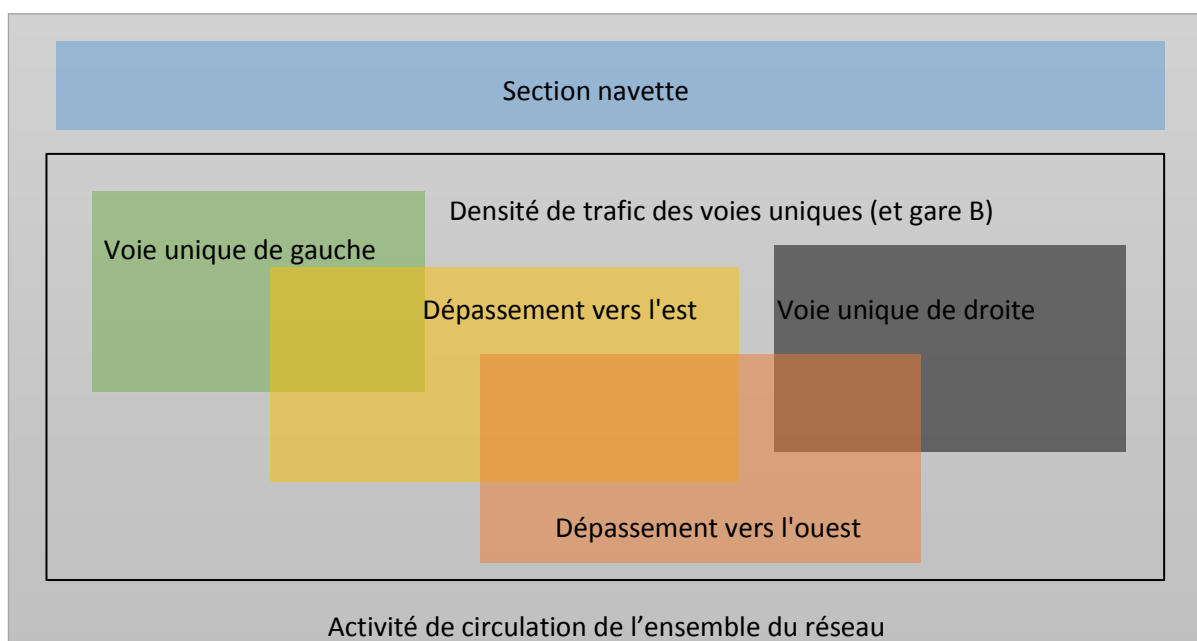 Section navette
Densité de trafic des voies uniques (et gare B)
Voie unique de gauche
Dépassement vers l'est
Voie unique de droite
Dépassement vers l'ouest
Activité de circulation de l’ensemble du réseau